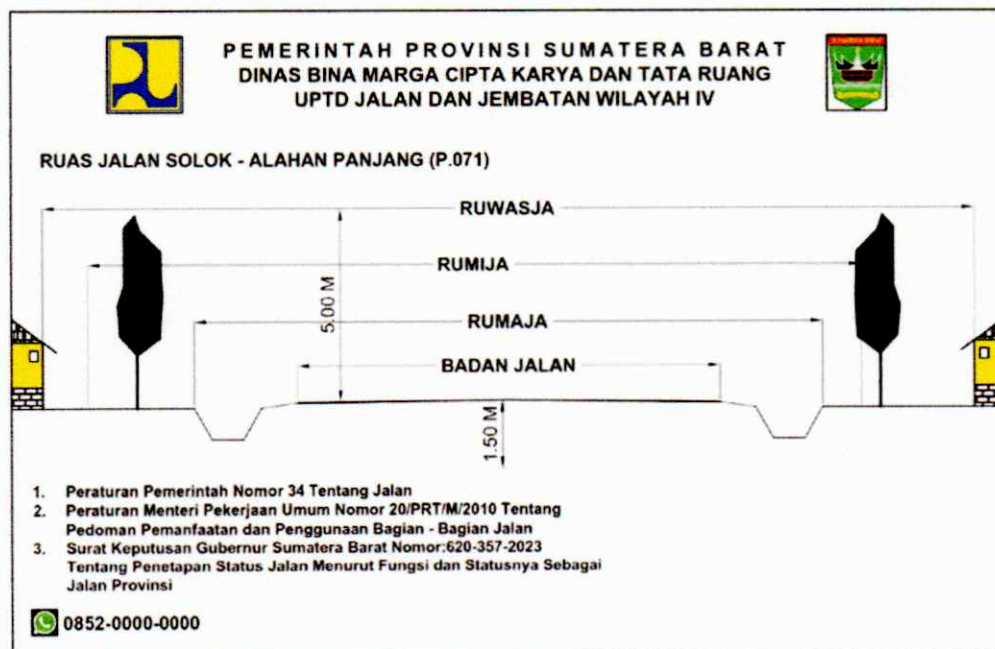 PEMERINTAH PROVINSI SUMATERA BARAT
DINAS BINA MARGA CIPTA KARYA DAN TATA RUANG
UPTD JALAN DAN JEMBATAN WILAYAH IV
RUAS JALAN SOLOK - ALAHAN PANJANG (P.071)
RUWASJA
RUMIJA
5.00 M
RUMAJA
BADAN JALAN
1.50 M
1. Peraturan Pemerintah Nomor 34 Tentang Jalan
2. Peraturan Menteri Pekerjaan Umum Nomor 20/PRT/M/2010 Tentang
Pedoman Pemanfaatan dan Penggunaan Bagian - Bagian Jalan
3. Surat Keputusan Gubernur Sumatera Barat Nomor:620-357-2023
Tentang Penetapan Status Jalan Menurut Fungsi dan Statusnya Sebagai
Jalan Provinsi
0852-0000-0000